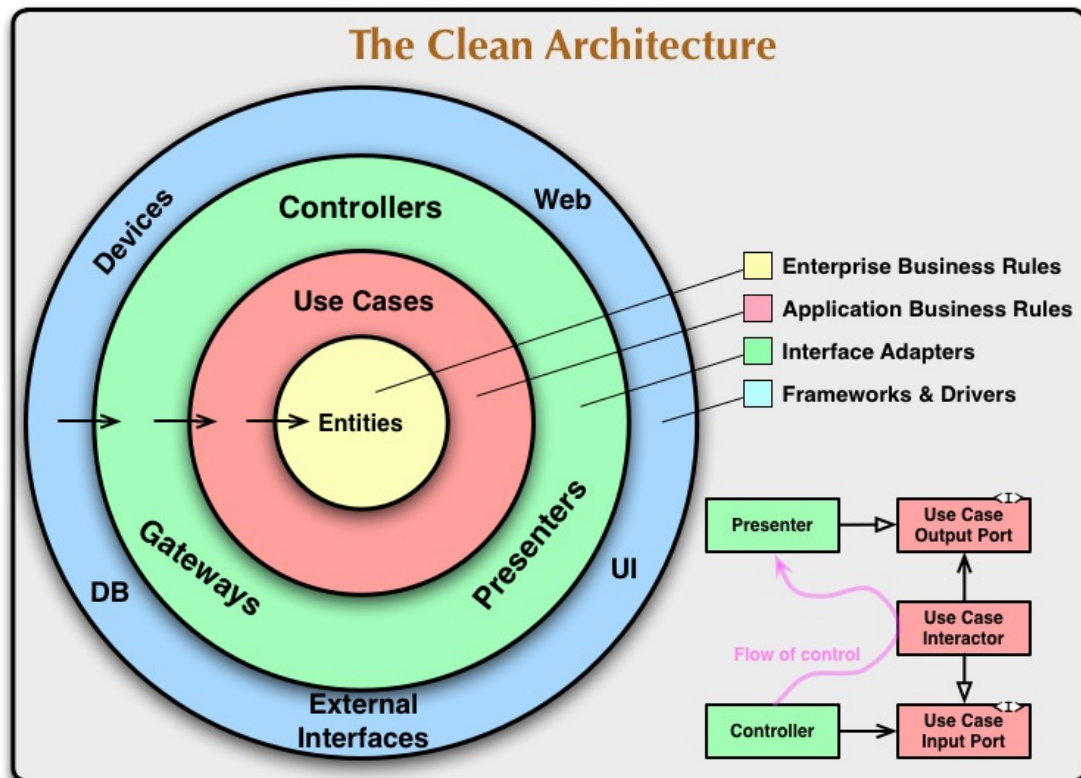 The Clean Architecture
Devices
Web
Controllers
Use Cases
Entities
Gateways
Presenters
DB
UI
External
Interfaces
Enterprise Business Rules
Application Business Rules
Interface Adapters
Frameworks & Drivers
Presenter
<I>
Use Case
Output Port
Use Case
Interactor
Flow of control
Controller
<I>
Use Case
Input Port